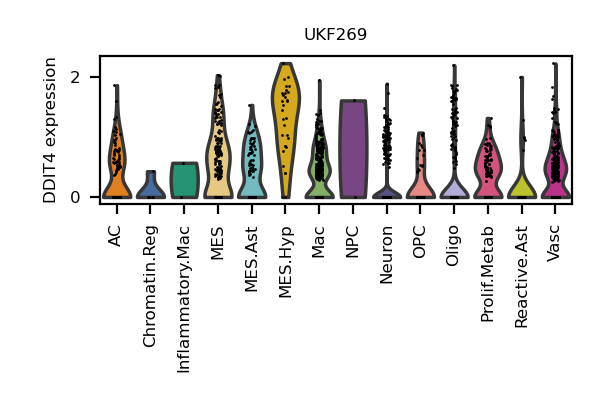 UKF269
DDIT4 expression
2
0
AC
Chromatin.Reg
Inflammatory.Mac
MES
MES.Ast
MES.Hyp
Mac
NPC
Neuron
OPC
Oligo
Prolif.Metab
Reactive.Ast
Vasc